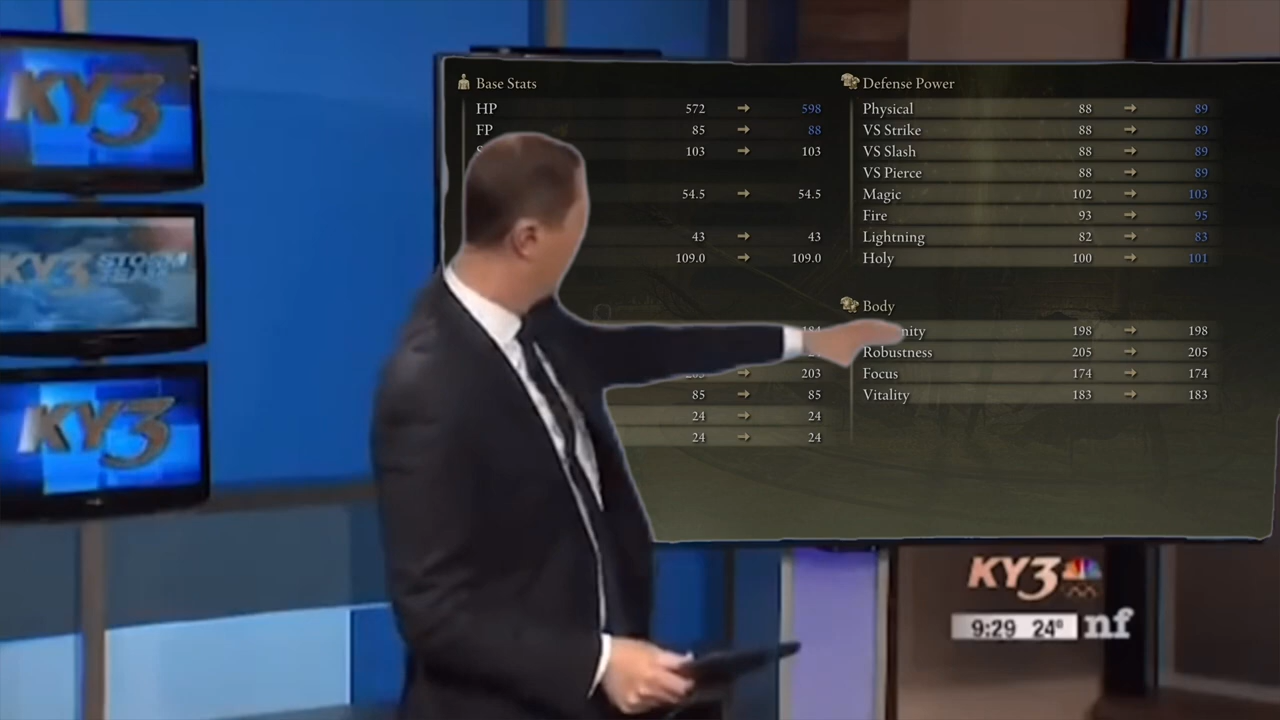 KY3
KY3
KY3
Base Stats
HP 572 → 598
FP 85 → 88
103 → 103
54.5 → 54.5
43 → 43
109.0 → 109.0
→ 203
85 → 85
24 → 24
24 → 24
Defense Power
Physical 88 → 89
VS Strike 88 → 89
VS Slash 88 → 89
VS Pierce 88 → 89
Magic 102 → 103
Fire 93 → 95
Lightning 82 → 83
Holy 100 → 101
Body
nity 198 → 198
Robustness 205 → 205
Focus 174 → 174
Vitality 183 → 183
KY3
9:29 24° nf